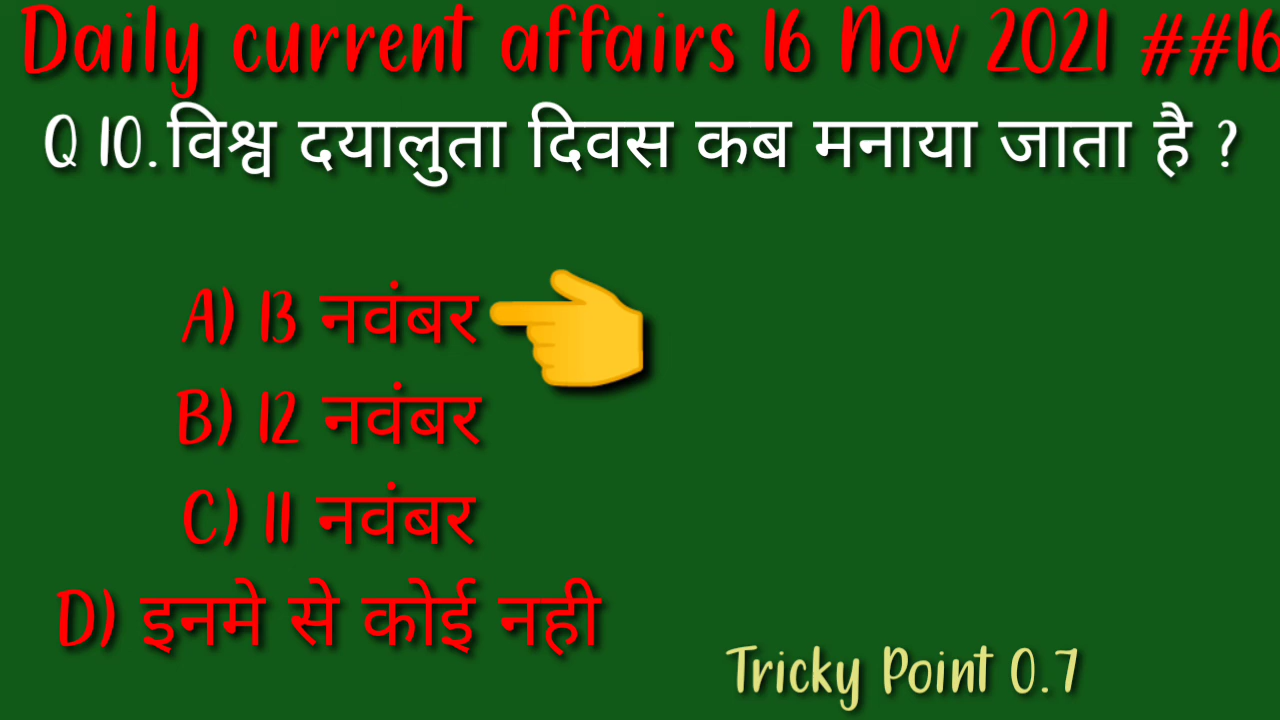 Daily current affairs 16 Nov 2021 ##16
Q 10.विश्व दयालुता दिवस कब मनाया जाता है ?
A) 13 नवंबर
B) 12 नवंबर
C) 11 नवंबर
D) इनमे से कोई नही
Tricky Point 0.7